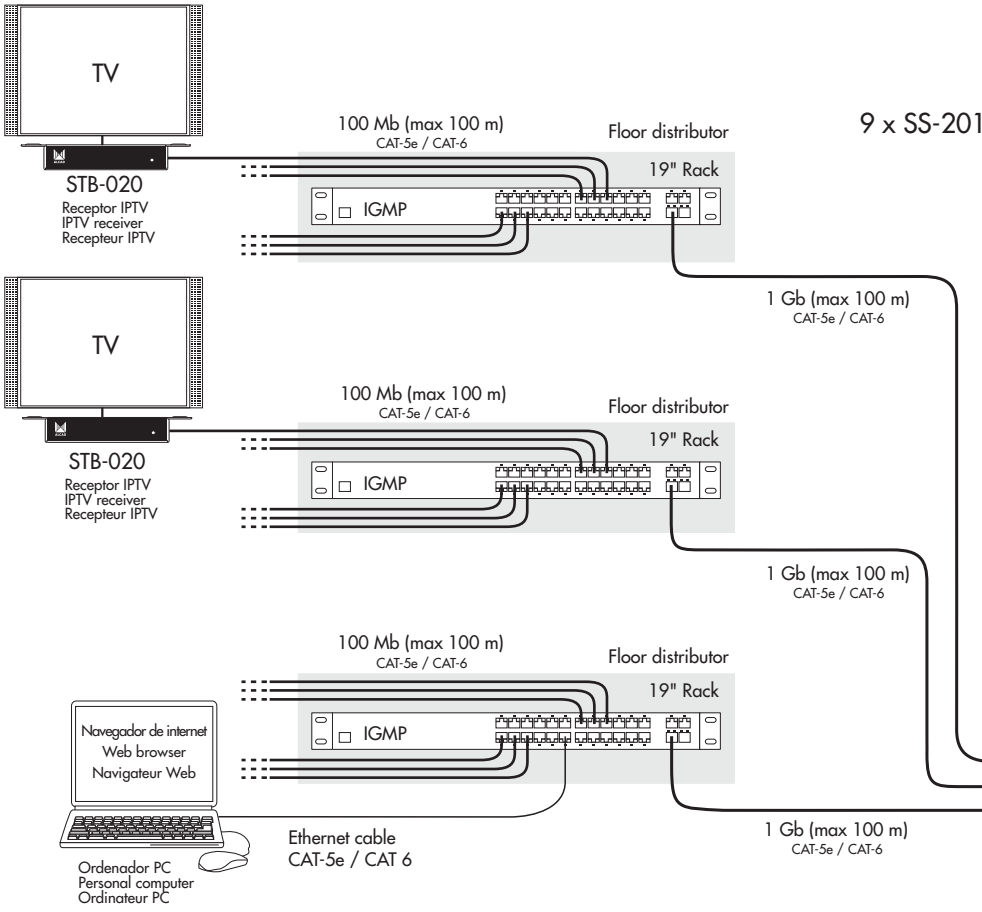 TV
100 Mb (max 100 m)
CAT-5e / CAT-6
Floor distributor
9 x SS-201
19" Rack
STB-020
Receptor IPTV
IPTV receiver
Recepteur IPTV
IGMP
1 Gb (max 100 m)
CAT-5e / CAT-6
TV
100 Mb (max 100 m)
CAT-5e / CAT-6
Floor distributor
19" Rack
STB-020
Receptor IPTV
IPTV receiver
Recepteur IPTV
IGMP
1 Gb (max 100 m)
CAT-5e / CAT-6
100 Mb (max 100 m)
CAT-5e / CAT-6
Floor distributor
19" Rack
IGMP
Navegador de internet
Web browser
Navigateur Web
1 Gb (max 100 m)
CAT-5e / CAT-6
Ethernet cable
CAT-5e / CAT 6
Ordenador PC
Personal computer
Ordinateur PC